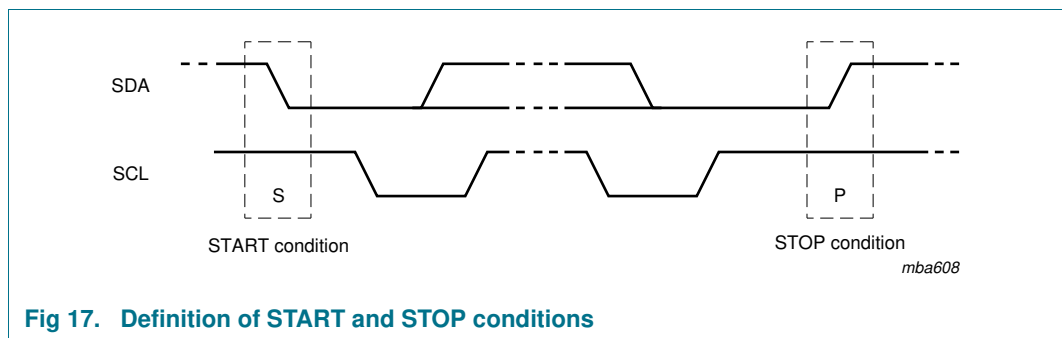 SDA
SCL
S
P
START condition
STOP condition
mba608
Fig 17. Definition of START and STOP conditions